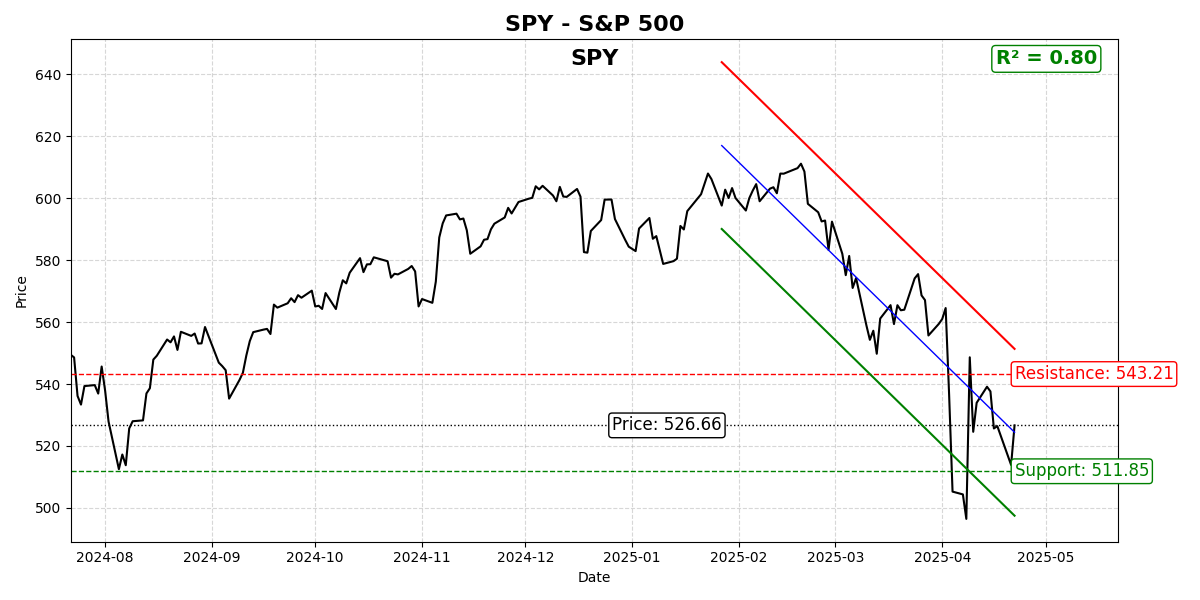 SPY - S&P 500
SPY
R² = 0.80
Price
640
620
600
580
560
540
520
500
Resistance: 543.21
Price: 526.66
Support: 511.85
2024-08 2024-09 2024-10 2024-11 2024-12 2025-01 2025-02 2025-03 2025-04 2025-05
Date